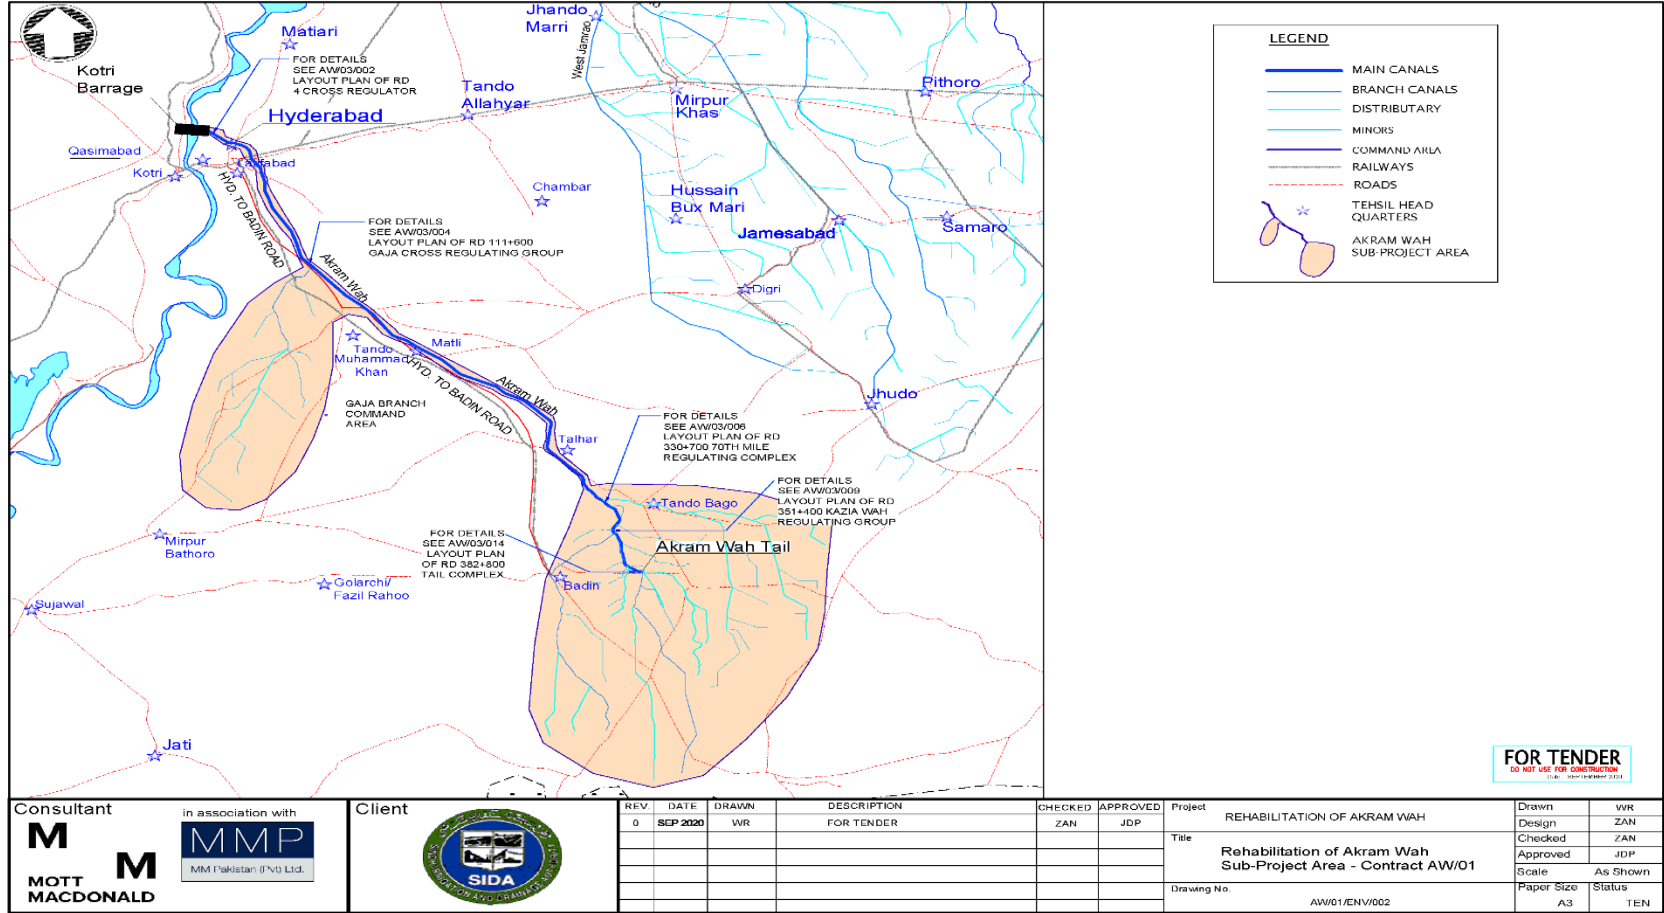 Jhando
Marri
Matiari
West Jamrao
FOR DETAILS
SEE AW/03/002
LAYOUT PLAN OF RD
4 CROSS REGULATOR
Kotri
Barrage
Tando
Allahyar
Mirpur
Khas
Pithoro
Hyderabad
Qasimabad
Latifabad
Kotri
HYD. TO BADIN ROAD
Chambar
Hussain
Bux Mari
Jamesabad
Samaro
FOR DETAILS
SEE AW/03/004
LAYOUT PLAN OF RD 111+600
GAJA CROSS REGULATING GROUP
Akram Wah
Digri
Tando
Muhammad
Khan
Matli
HYD. TO BADIN ROAD
Akram Wah
Jhudo
GAJA BRANCH
COMMAND
AREA
FOR DETAILS
SEE AW/03/006
LAYOUT PLAN OF RD
330+700 70TH MILE
REGULATING COMPLEX
Talhar
FOR DETAILS
SEE AW/03/009
LAYOUT PLAN OF RD
351+400 KAZIA WAH
REGULATING GROUP
Tando Bago
FOR DETAILS
SEE AW/03/014
LAYOUT PLAN
OF RD 382+800
TAIL COMPLEX
Akram Wah Tail
Mirpur
Bathoro
Badin
Golarchi/
Fazil Rahoo
Sujawal
Jati
LEGEND
MAIN CANALS
BRANCH CANALS
DISTRIBUTARY
MINORS
COMMAND AREA
RAILWAYS
ROADS
TEHSIL HEAD
QUARTERS
AKRAM WAH
SUB-PROJECT AREA
FOR TENDER
DO NOT USE FOR CONSTRUCTION
Date: SEPTEMBER 2020
Consultant
in association with
M
M
MOTT
MACDONALD
MMP
MM Pakistan (Pvt) Ltd.
Client
SINDH IRRIGATION AND DRAINAGE AUTHORITY
SIDA
REV. DATE DRAWN DESCRIPTION CHECKED APPROVED
0 SEP 2020 WR FOR TENDER ZAN JDP
Project
REHABILITATION OF AKRAM WAH
Title
Rehabilitation of Akram Wah
Sub-Project Area - Contract AW/01
Drawing No.
AW/01/ENV/002
Drawn WR
Design ZAN
Checked ZAN
Approved JDP
Scale As Shown
Paper Size Status
A3 TEN